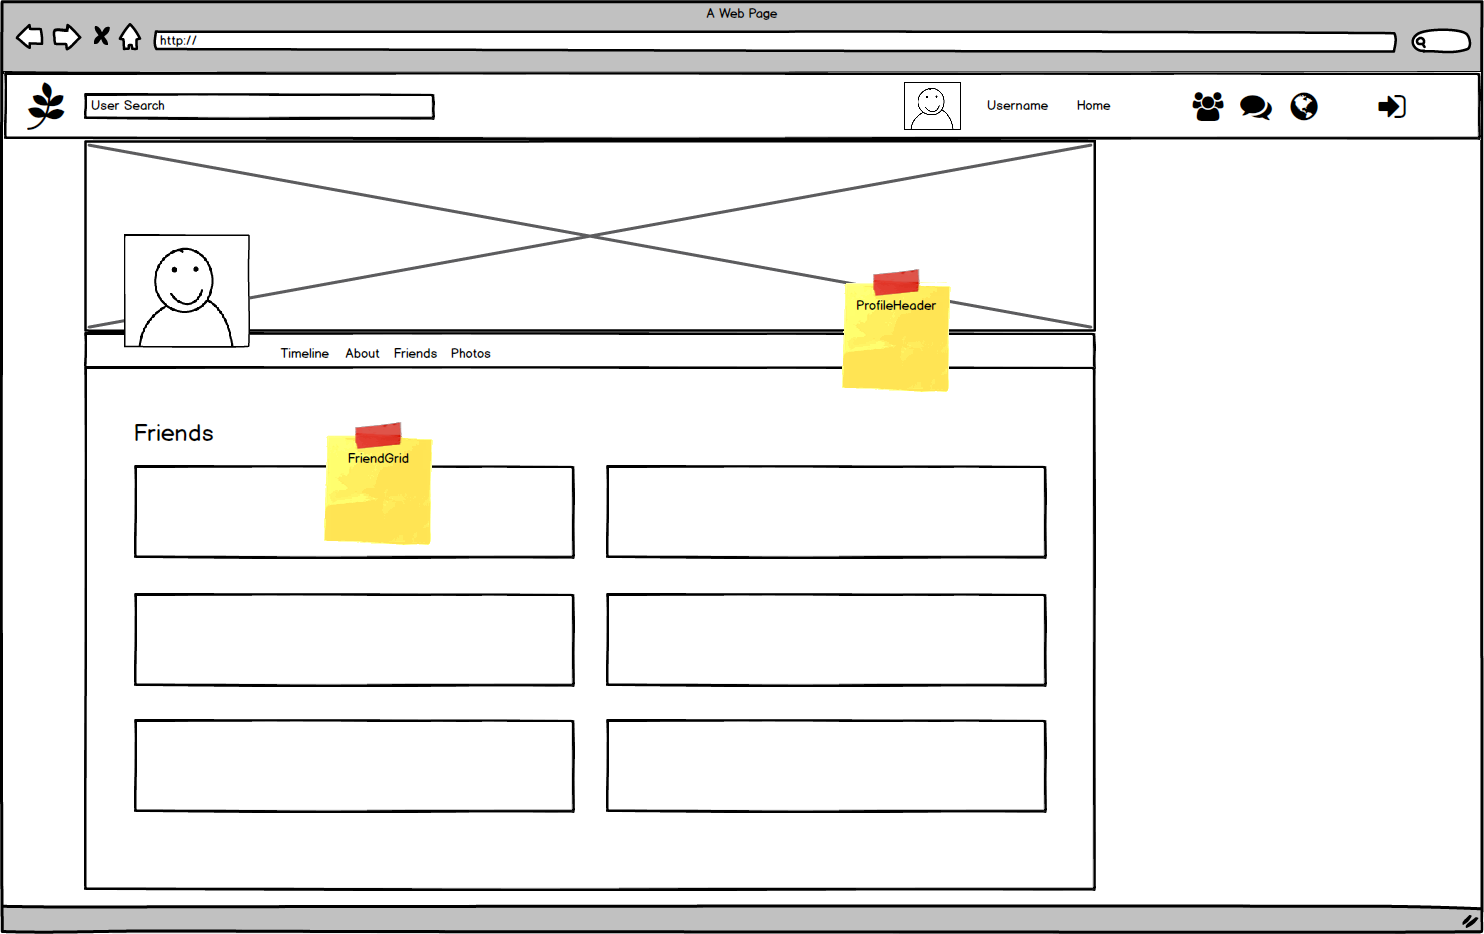 A Web Page
http://
User Search
Username
Home
ProfileHeader
Timeline About Friends Photos
Friends
FriendGrid